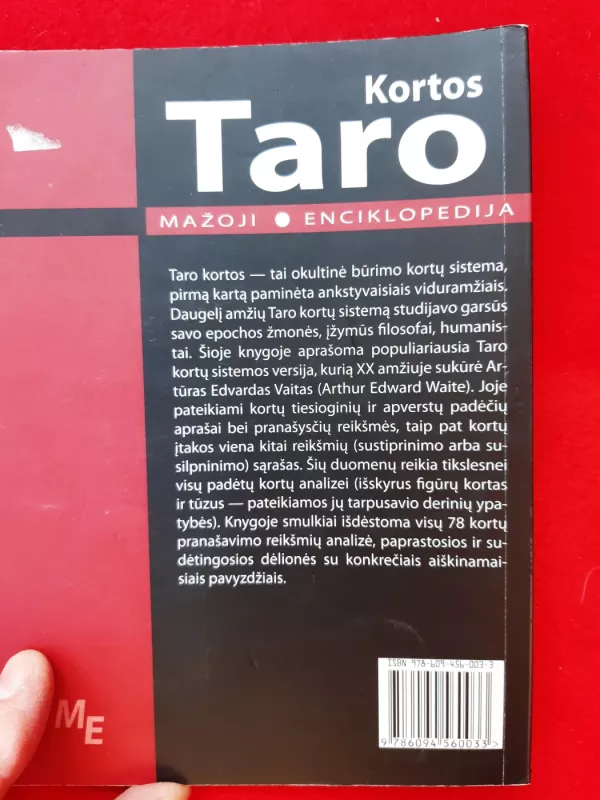 Kortos
Taro
MAŽOJI ● ENCIKLOPEDIJA
Taro kortos — tai okultinė būrimo kortų sistema,
pirmą kartą paminėta ankstyvaisiais viduramžiais.
Daugelį amžių Taro kortų sistemą studijavo garsūs
savo epochos žmonės, įžymūs filosofai, humanis-
tai. Šioje knygoje aprašoma populiariausia Taro
kortų sistemos versija, kurią XX amžiuje sukūrė Ar-
tūras Edvardas Vaitas (Arthur Edward Waite). Joje
pateikiami kortų tiesioginių ir apverstų padėčių
aprašai bei pranašysčių reikšmės, taip pat kortų
įtakos viena kitai reikšmių (sustiprinimo arba su-
silpninimo) sąrašas. Šių duomenų reikia tikslesnei
visų padėtų kortų analizei (išskyrus figūrų kortas
ir tūzus — pateikiamos jų tarpusavio derinių ypa-
tybės). Knygoje smulkiai išdėstoma visų 78 kortų
pranašavimo reikšmių analizė, paprastosios ir su-
dėtingosios dėlionės su konkrečiais aiškinamai-
siais pavyzdžiais.
ISBN 978-609-456-003-3
9 786094 560033 >
ME